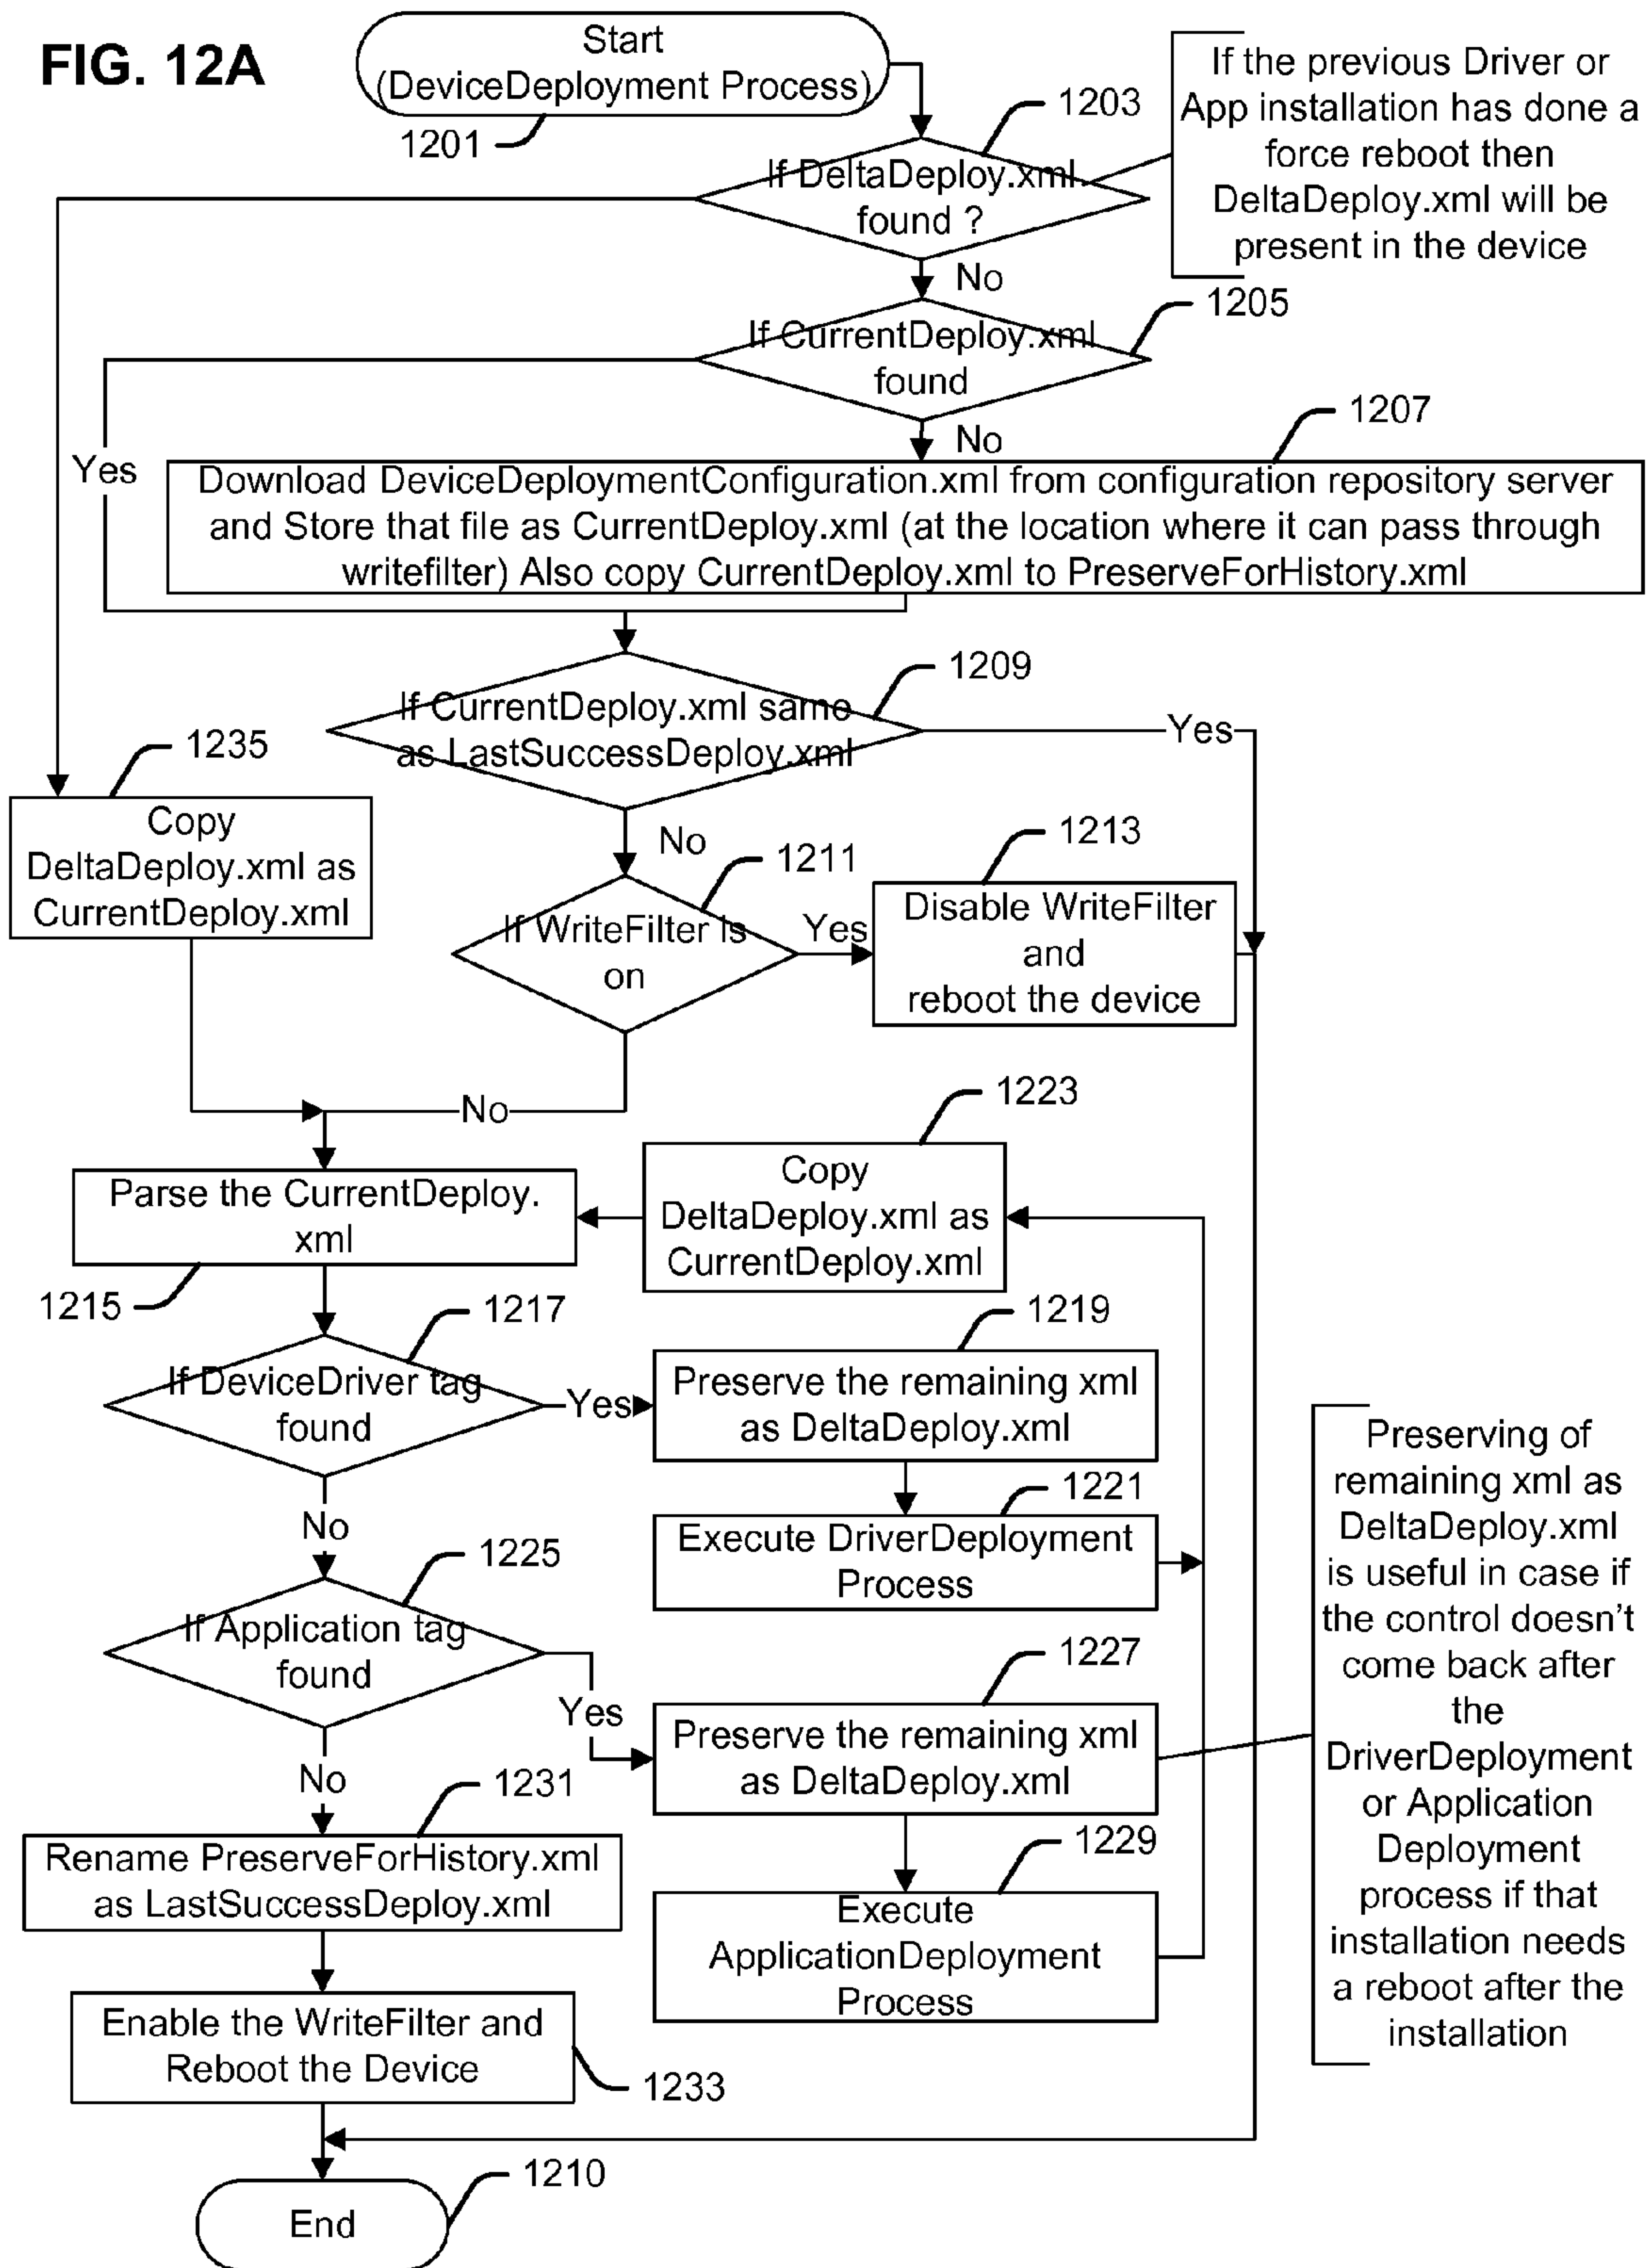 FIG. 12A
Start
(DeviceDeployment Process)
1201
1203
If DeltaDeploy.xml
found ?
If the previous Driver or
App installation has done a
force reboot then
DeltaDeploy.xml will be
present in the device
No
1205
If CurrentDeploy.xml
found
No
Yes
1207
Download DeviceDeploymentConfiguration.xml from configuration repository server
and Store that file as CurrentDeploy.xml (at the location where it can pass through
writefilter) Also copy CurrentDeploy.xml to PreserveForHistory.xml
1209
If CurrentDeploy.xml same
as LastSuccessDeploy.xml
Yes
1235
Copy
DeltaDeploy.xml as
CurrentDeploy.xml
No
1211
If WriteFilter is
on
Yes
1213
Disable WriteFilter
and
reboot the device
No
1223
Copy
DeltaDeploy.xml as
CurrentDeploy.xml
Parse the CurrentDeploy.
xml
1215
1217
If DeviceDriver tag
found
Yes
1219
Preserve the remaining xml
as DeltaDeploy.xml
1221
Execute DriverDeployment
Process
No
1225
If Application tag
found
Yes
1227
Preserve the remaining xml
as DeltaDeploy.xml
Preserving of
remaining xml as
DeltaDeploy.xml
is useful in case if
the control doesn't
come back after
the
DriverDeployment
or Application
Deployment
process if that
installation needs
a reboot after the
installation
1229
Execute
ApplicationDeployment
Process
No
1231
Rename PreserveForHistory.xml
as LastSuccessDeploy.xml
Enable the WriteFilter and
Reboot the Device
1233
1210
End